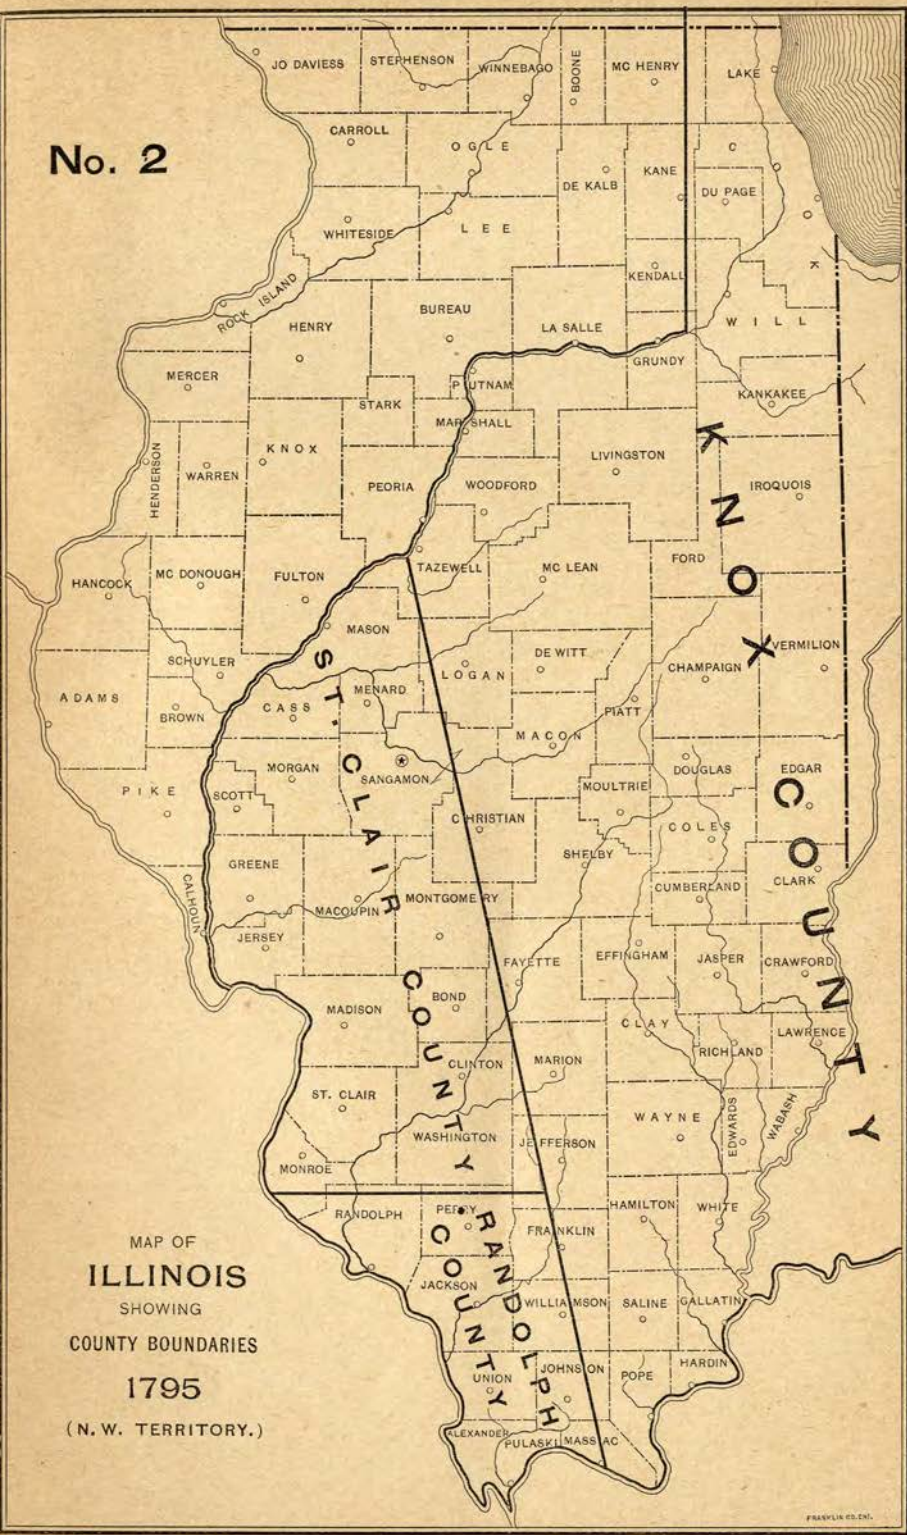 No. 2
JO DAVIESS
STEPHENSON
WINNEBAGO
BOONE
MC HENRY
LAKE
CARROLL
OGLE
DE KALB
KANE
COOK
DU PAGE
WHITESIDE
LEE
KENDALL
ROCK ISLAND
HENRY
BUREAU
LA SALLE
WILL
GRUNDY
MERCER
STARK
PUTNAM
KANKAKEE
MARSHALL
HENDERSON
WARREN
KNOX
PEORIA
WOODFORD
LIVINGSTON
IROQUOIS
HANCOCK
MC DONOUGH
FULTON
TAZEWELL
MC LEAN
FORD
MASON
SCHUYLER
ADAMS
BROWN
CASS
MENARD
LOGAN
DE WITT
CHAMPAIGN
VERMILION
PIATT
MACON
PIKE
SCOTT
MORGAN
SANGAMON
CHRISTIAN
MOULTRIE
DOUGLAS
EDGAR
COLES
SHELBY
GREENE
CALHOUN
MACOUPIN
MONTGOMERY
CUMBERLAND
CLARK
JERSEY
FAYETTE
EFFINGHAM
JASPER
CRAWFORD
MADISON
BOND
CLAY
RICHLAND
LAWRENCE
CLINTON
MARION
ST. CLAIR
WAYNE
EDWARDS
WABASH
WASHINGTON
JEFFERSON
MONROE
RANDOLPH
PERRY
FRANKLIN
HAMILTON
WHITE
JACKSON
WILLIAMSON
SALINE
GALLATIN
UNION
JOHNSON
POPE
HARDIN
ALEXANDER
PULASKI
MASSAC
KNOX COUNTY
ST. CLAIR COUNTY
RANDOLPH COUNTY
MAP OF
ILLINOIS
SHOWING
COUNTY BOUNDARIES
1795
(N. W. TERRITORY.)
FRANKLIN CO. CHI.